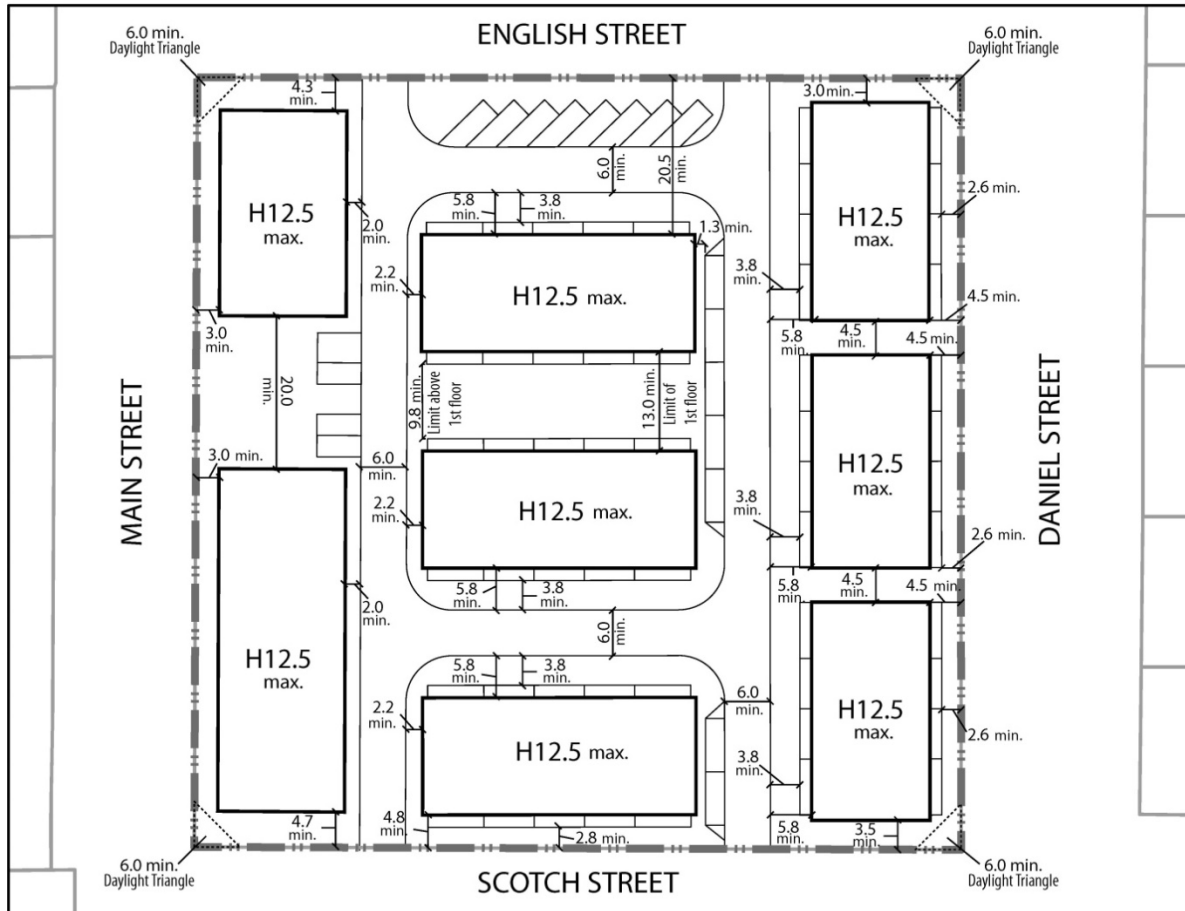 6.0 min.
Daylight Triangle
ENGLISH STREET
6.0 min.
Daylight Triangle
4.3
min.
3.0 min.
6.0
min.
20.5
min.
2.6 min.
H12.5
max.
2.0
min.
5.8
min.
3.8
min.
1.3 min.
H12.5
max.
2.2
min.
H12.5 max.
3.8
min.
4.5 min.
3.0
min.
5.8
min.
4.5
min.
4.5 min.
20.0
min.
9.8 min.
Limit above
1st floor
13.0 min.
Limit of
1st floor
MAIN STREET
DANIEL STREET
3.0 min.
6.0
min.
H12.5
max.
2.2
min.
H12.5 max.
3.8
min.
2.6 min.
2.0
min.
5.8
min.
3.8
min.
5.8
min.
4.5
min.
4.5 min.
6.0
min.
H12.5
max.
5.8
min.
3.8
min.
6.0
min.
2.2
min.
H12.5 max.
H12.5
max.
2.6 min.
3.8
min.
4.7
min.
4.8
min.
2.8 min.
5.8
min.
3.5
min.
6.0 min.
Daylight Triangle
SCOTCH STREET
6.0 min.
Daylight Triangle